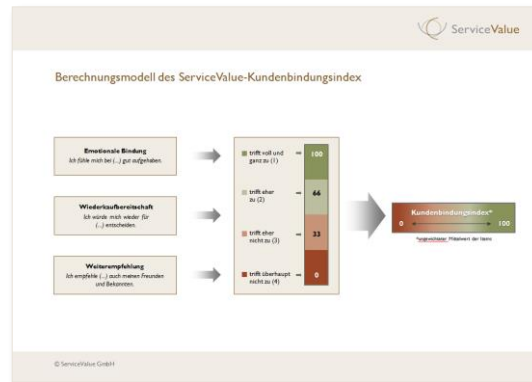 ServiceValue
Berechnungsmodell des ServiceValue-Kundenbindungsindex
Emotionale Bindung
Ich fühle mich bei (...) gut aufgehoben.
Wiederkaufbereitschaft
Ich würde mich wieder für
(...) entscheiden.
Weiterempfehlung
Ich empfehle (...) auch meinen Freunden
und Bekannten.
trifft voll und
ganz zu (1)
100
trifft eher
zu (2)
66
trifft eher
nicht zu (3)
33
trifft überhaupt
nicht zu (4)
0
Kundenbindungsindex*
0 100
*ungewichteter Mittelwert der Items
© ServiceValue GmbH